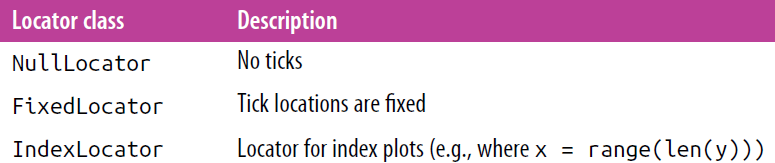 Locator class Description
NullLocator No ticks
FixedLocator Tick locations are fixed
IndexLocator Locator for index plots (e.g., where x = range(len(y)))